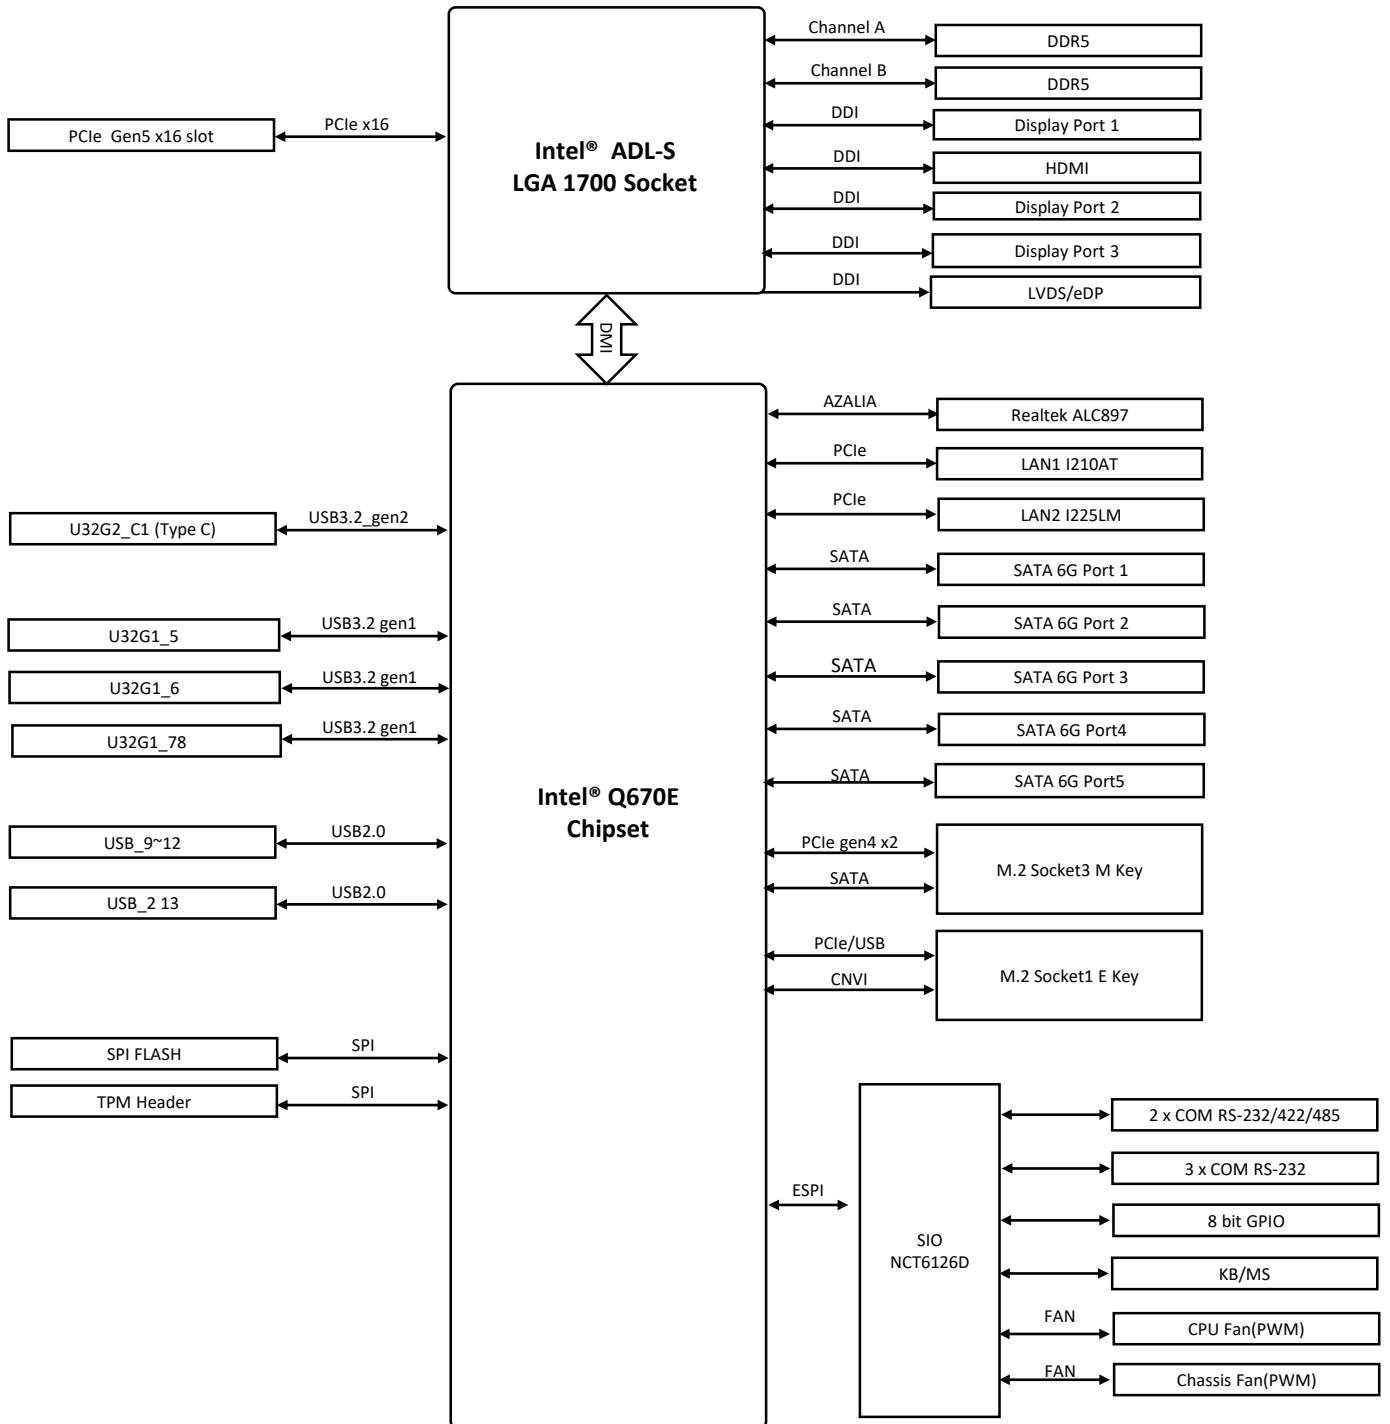 Channel A
DDR5
Channel B
DDR5
PCIe Gen5 x16 slot
PCIe x16
Intel® ADL-S
LGA 1700 Socket
DDI
Display Port 1
DDI
HDMI
DDI
Display Port 2
DDI
Display Port 3
DDI
LVDS/eDP
DMI
AZALIA
Realtek ALC897
PCIe
LAN1 I210AT
PCIe
LAN2 I225LM
U32G2_C1 (Type C)
USB3.2_gen2
SATA
SATA 6G Port 1
SATA
SATA 6G Port 2
U32G1_5
USB3.2 gen1
SATA
SATA 6G Port 3
U32G1_6
USB3.2 gen1
SATA
SATA 6G Port4
U32G1_78
USB3.2 gen1
SATA
SATA 6G Port5
Intel® Q670E
Chipset
USB_9~12
USB2.0
PCIe gen4 x2
SATA
M.2 Socket3 M Key
USB_2 13
USB2.0
PCIe/USB
CNVI
M.2 Socket1 E Key
SPI FLASH
SPI
TPM Header
SPI
ESPI
SIO
NCT6126D
2 x COM RS-232/422/485
3 x COM RS-232
8 bit GPIO
KB/MS
FAN
CPU Fan(PWM)
FAN
Chassis Fan(PWM)